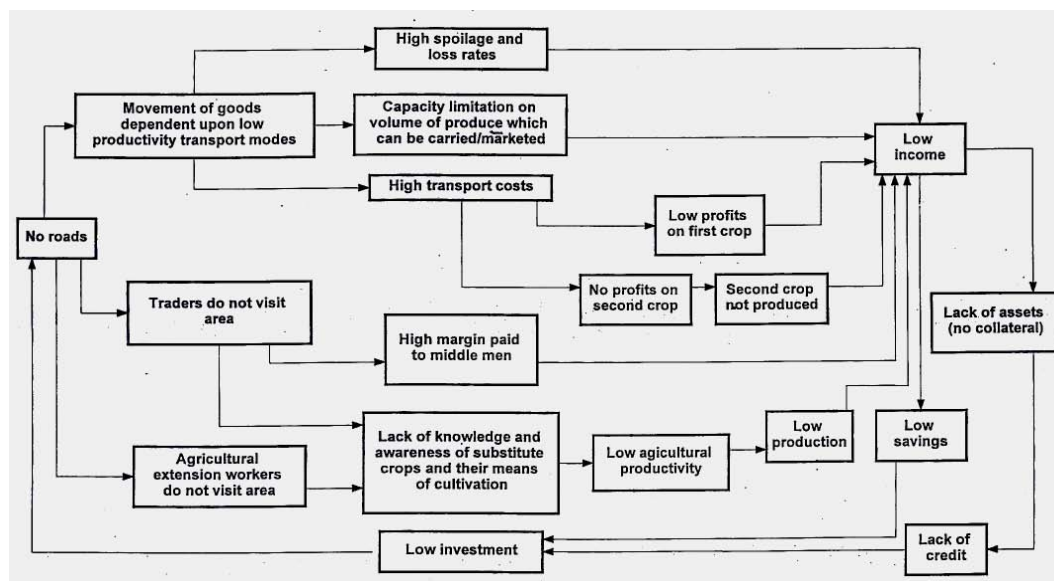 High spoilage and
loss rates
Movement of goods
dependent upon low
productivity transport modes
Capacity limitation on
volume of produce which
can be carried/marketed
Low
income
High transport costs
Low profits
on first crop
No roads
No profits on
second crop
Second crop
not produced
Traders do not visit
area
Lack of assets
(no collateral)
High margin paid
to middle men
Lack of knowledge and
awareness of substitute
crops and their means
of cultivation
Low agicultural
productivity
Low
production
Low
savings
Agricultural
extension workers
do not visit area
Low investment
Lack of
credit